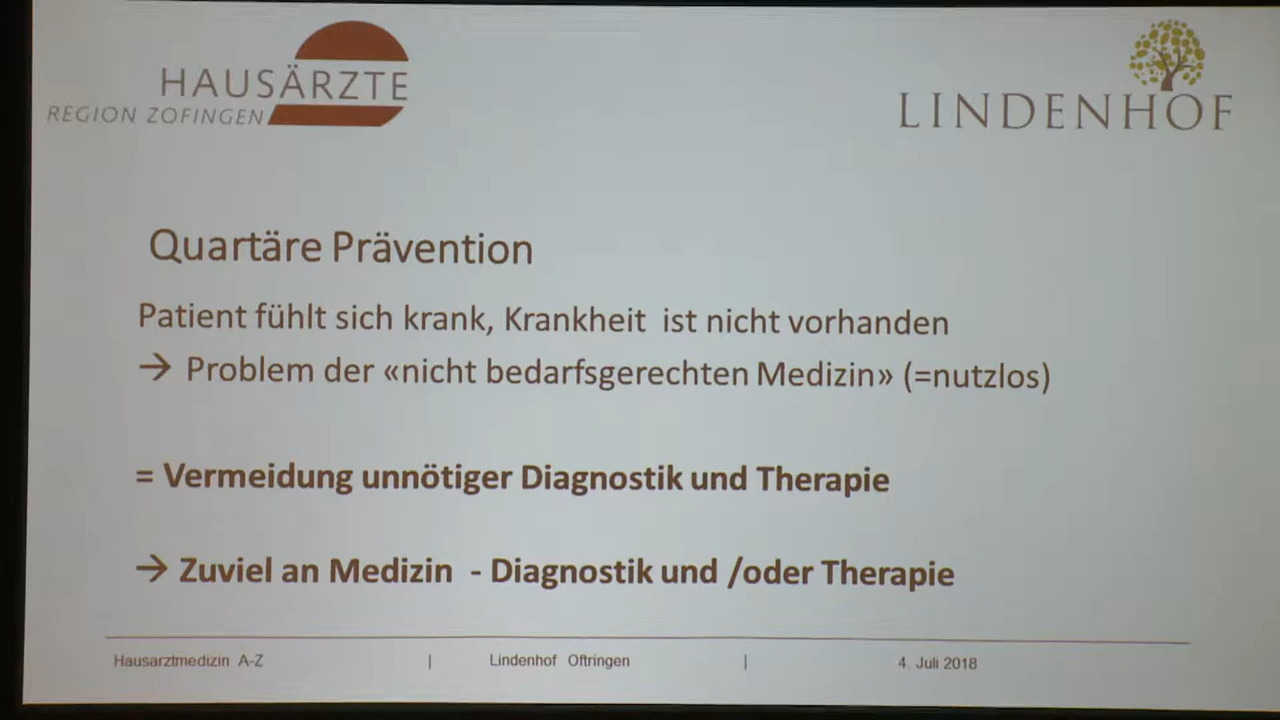 HAUSÄRZTE
REGION ZOFINGEN
LINDENHOF
Quartäre Prävention
Patient fühlt sich krank, Krankheit ist nicht vorhanden
→ Problem der «nicht bedarfsgerechten Medizin» (=nutzlos)
= Vermeidung unnötiger Diagnostik und Therapie
→ Zuviel an Medizin - Diagnostik und /oder Therapie
Hausarztmedizin A-Z | Lindenhof Oftringen | 4. Juli 2018